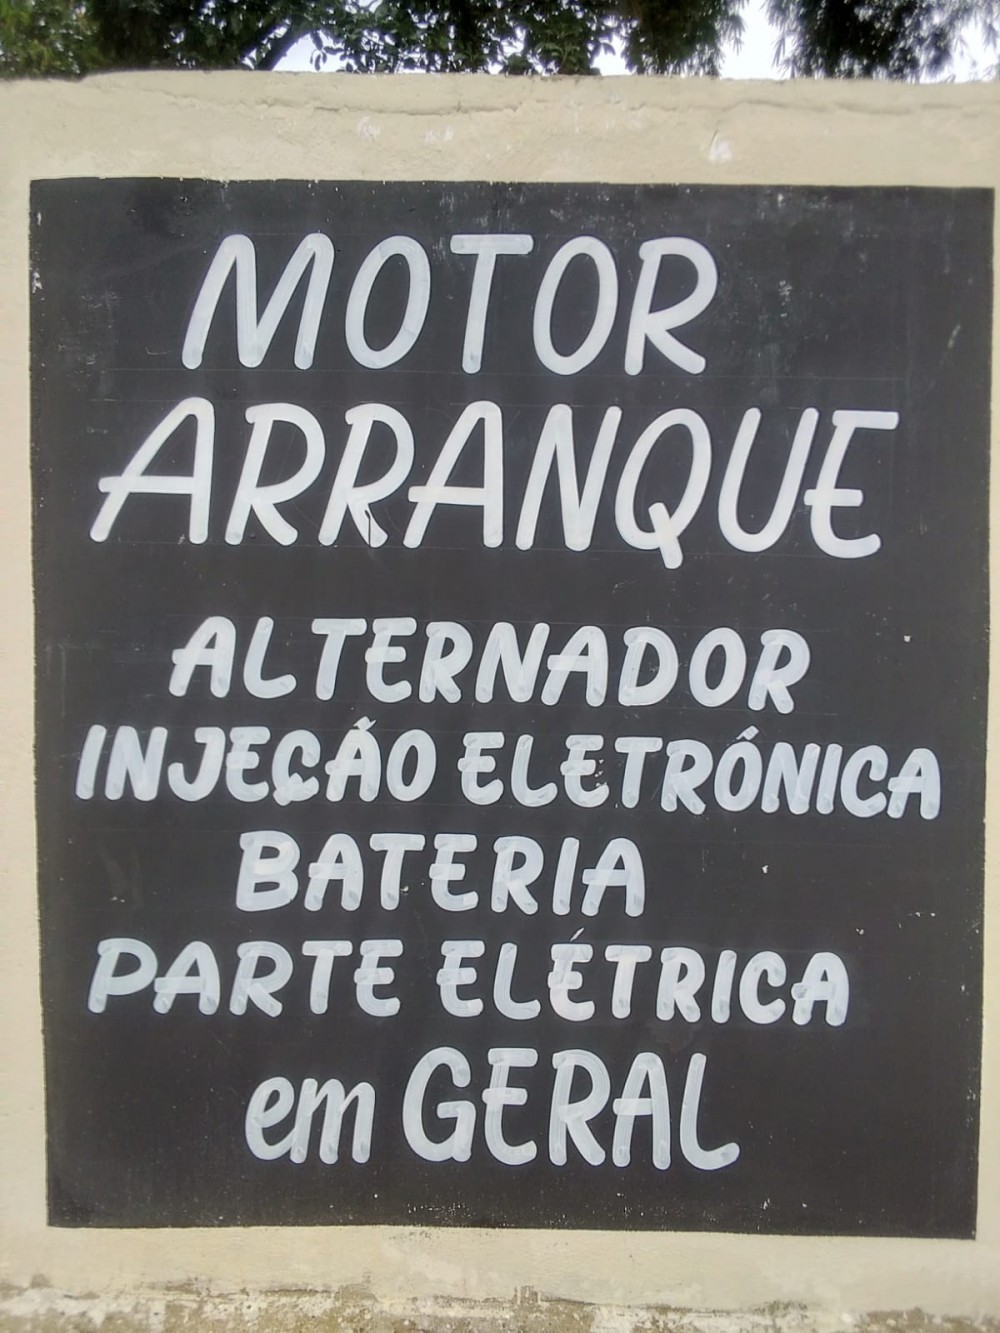 MOTOR
ARRANQUE
ALTERNADOR
INJEÇÃO ELETRÓNICA
BATERIA
PARTE ELÉTRICA
em GERAL